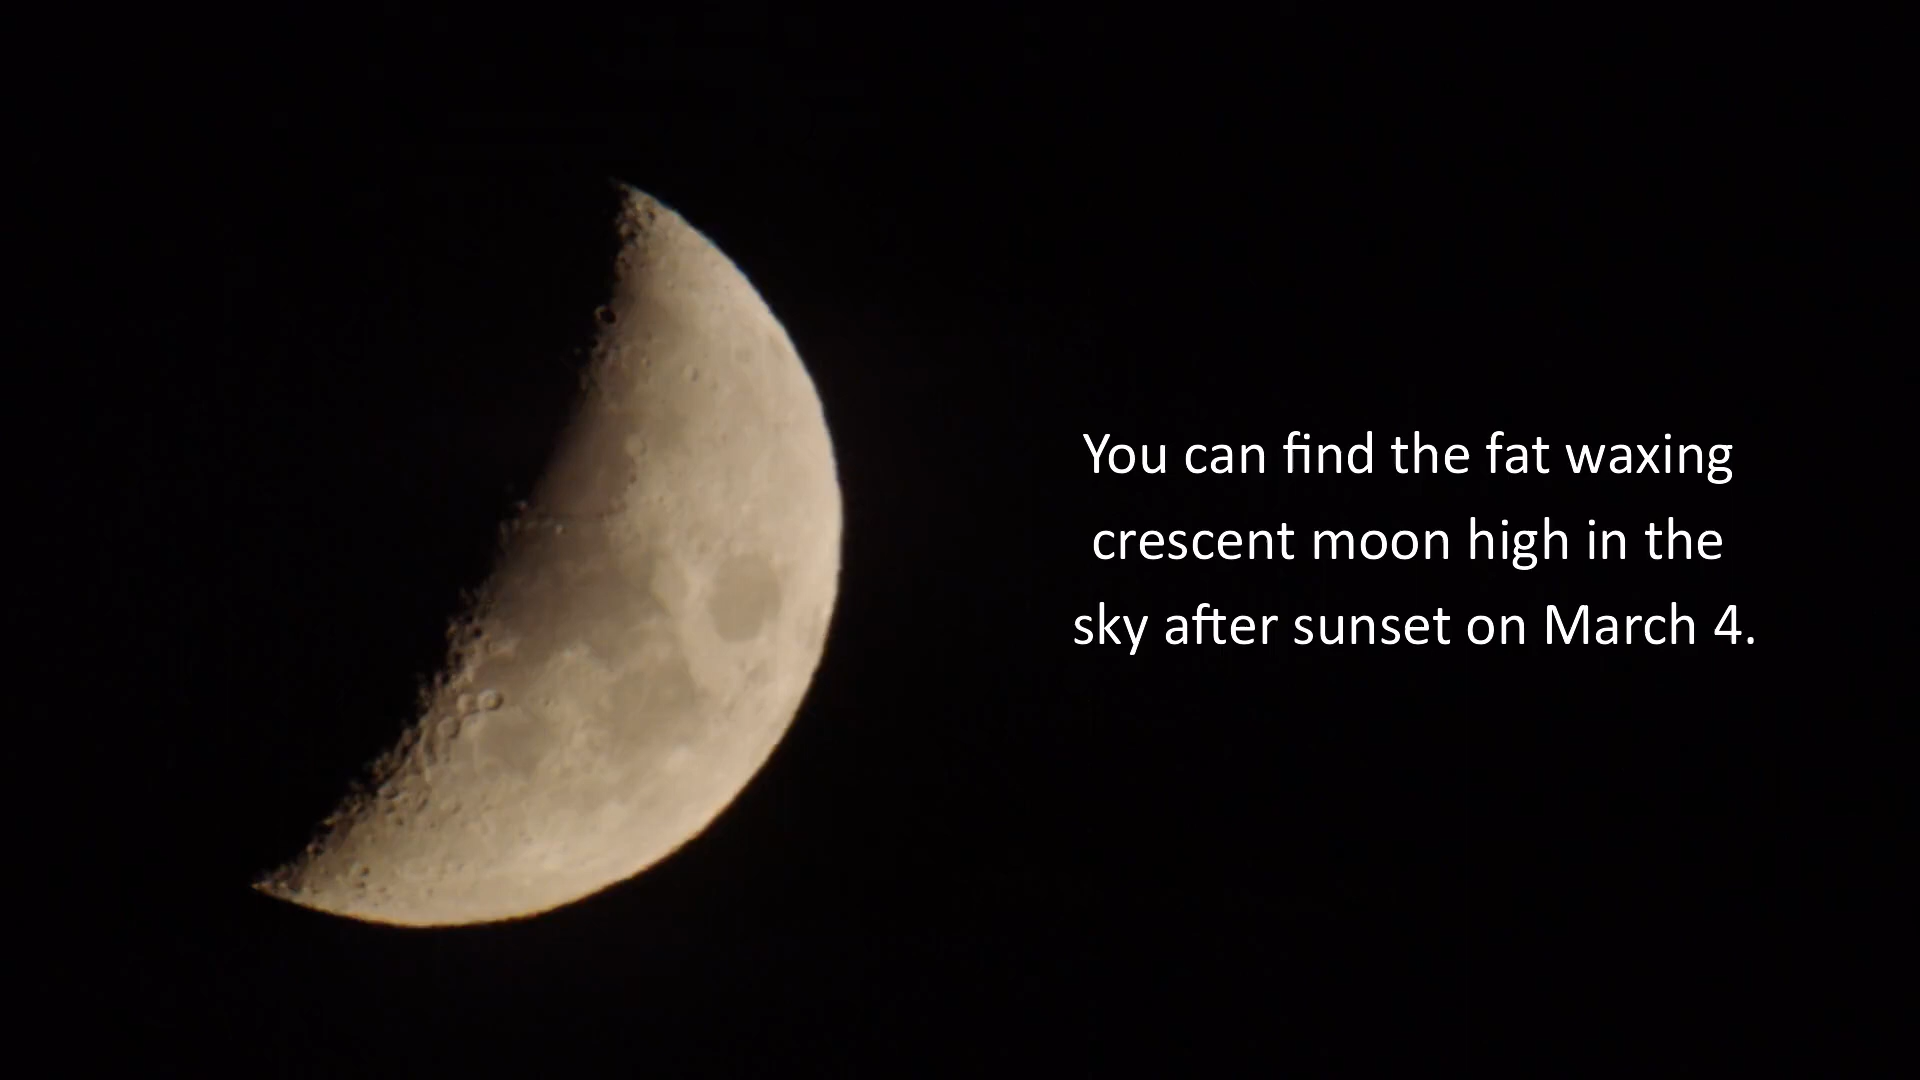 You can find the fat waxing
crescent moon high in the
sky after sunset on March 4.